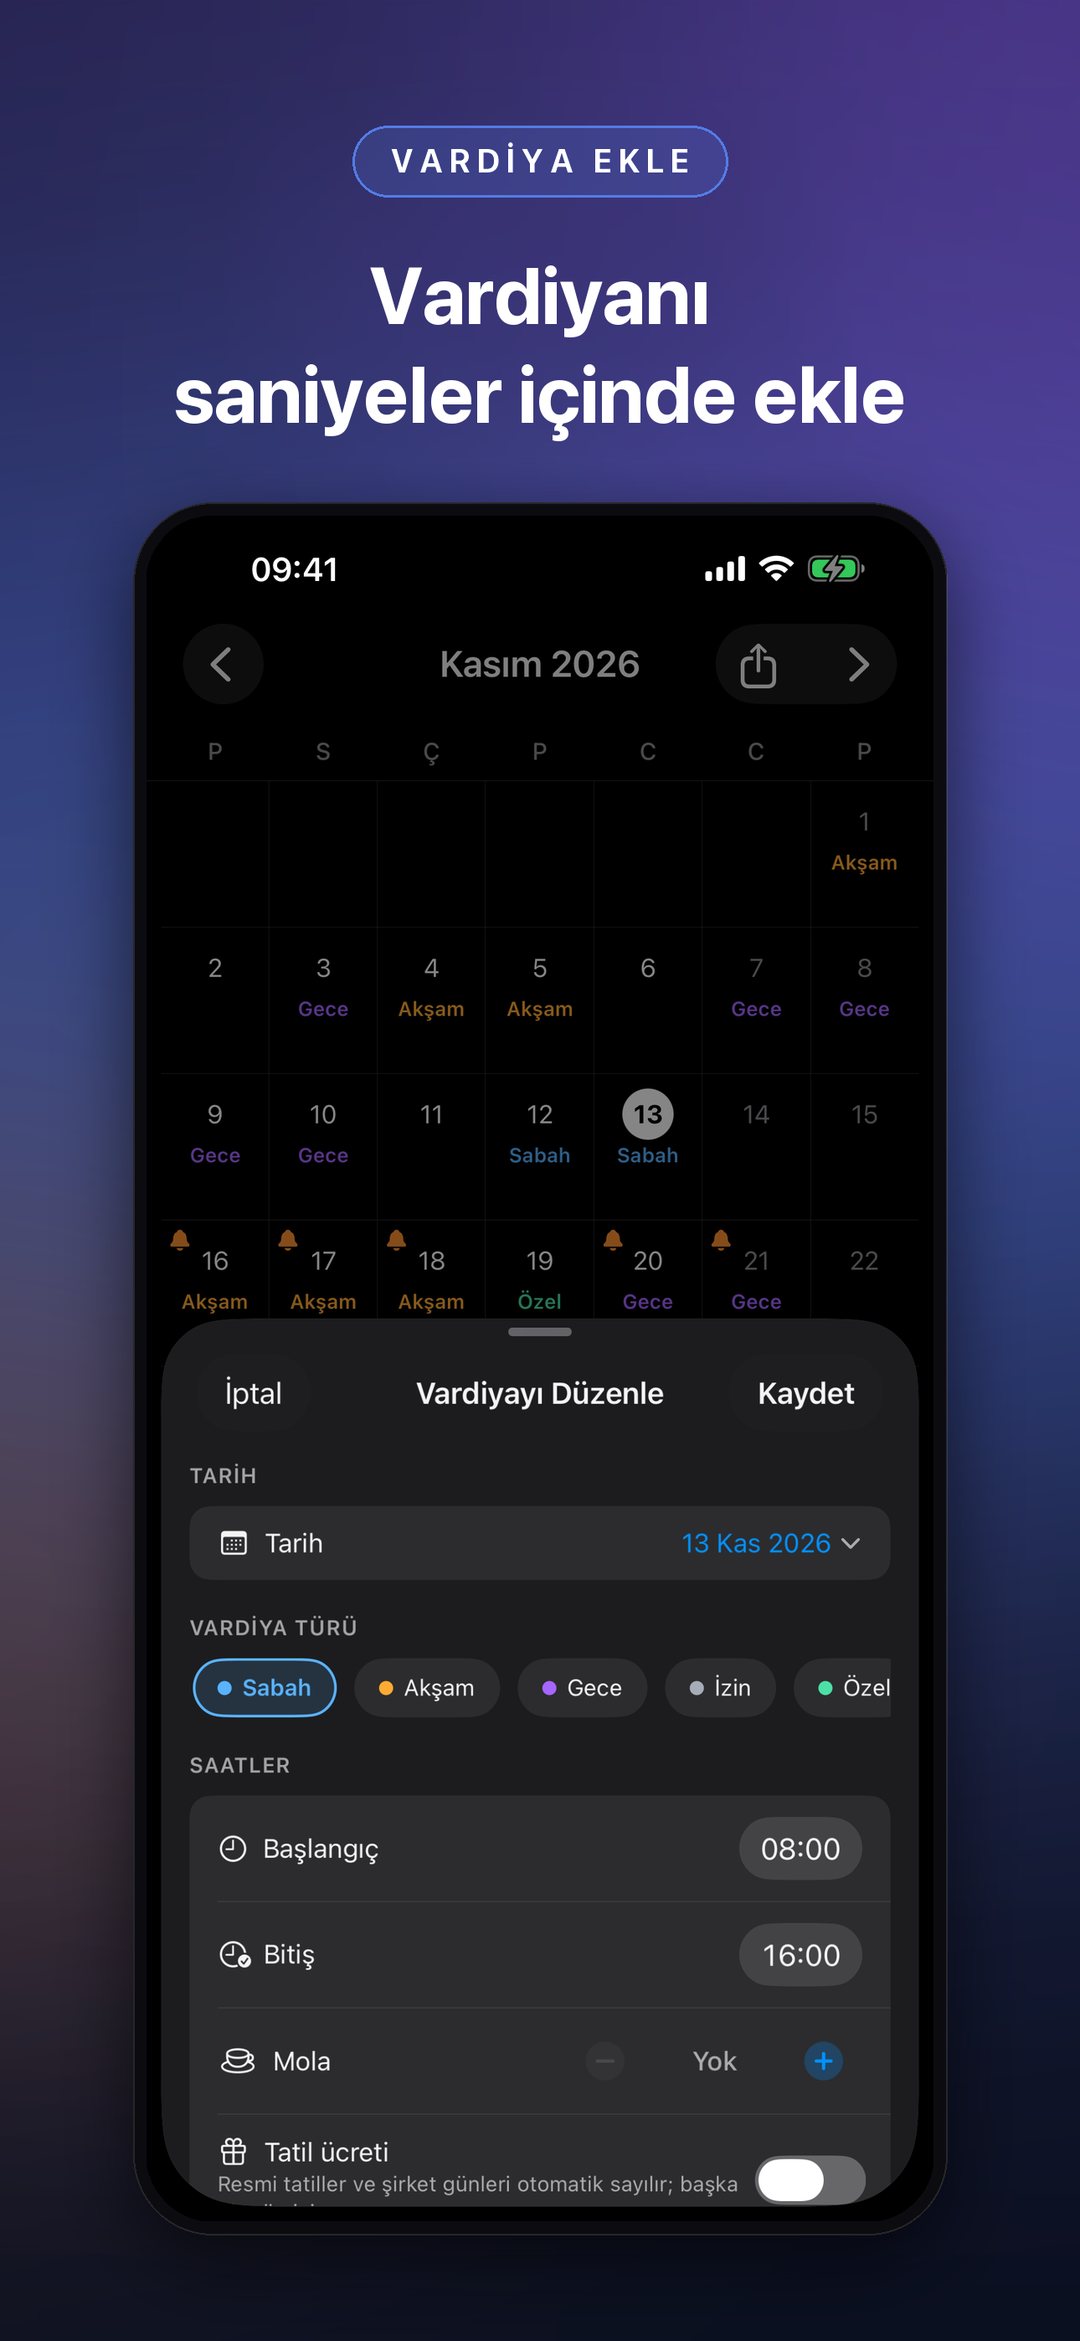 VARDİYA EKLE
Vardiyanı
saniyeler içinde ekle
09:41
Kasım 2026
P S Ç P C C P
1
Akşam
2 3 4 5 6 7 8
Gece Akşam Akşam Gece Gece
9 10 11 12 13 14 15
Gece Gece Sabah Sabah
16 17 18 19 20 21 22
Akşam Akşam Akşam Özel Gece Gece
İptal Vardiyayı Düzenle Kaydet
TARİH
Tarih 13 Kas 2026
VARDİYA TÜRÜ
Sabah Akşam Gece İzin Özel
SAATLER
Başlangıç 08:00
Bitiş 16:00
Mola Yok
Tatil ücreti
Resmi tatiller ve şirket günleri otomatik sayılır; başka